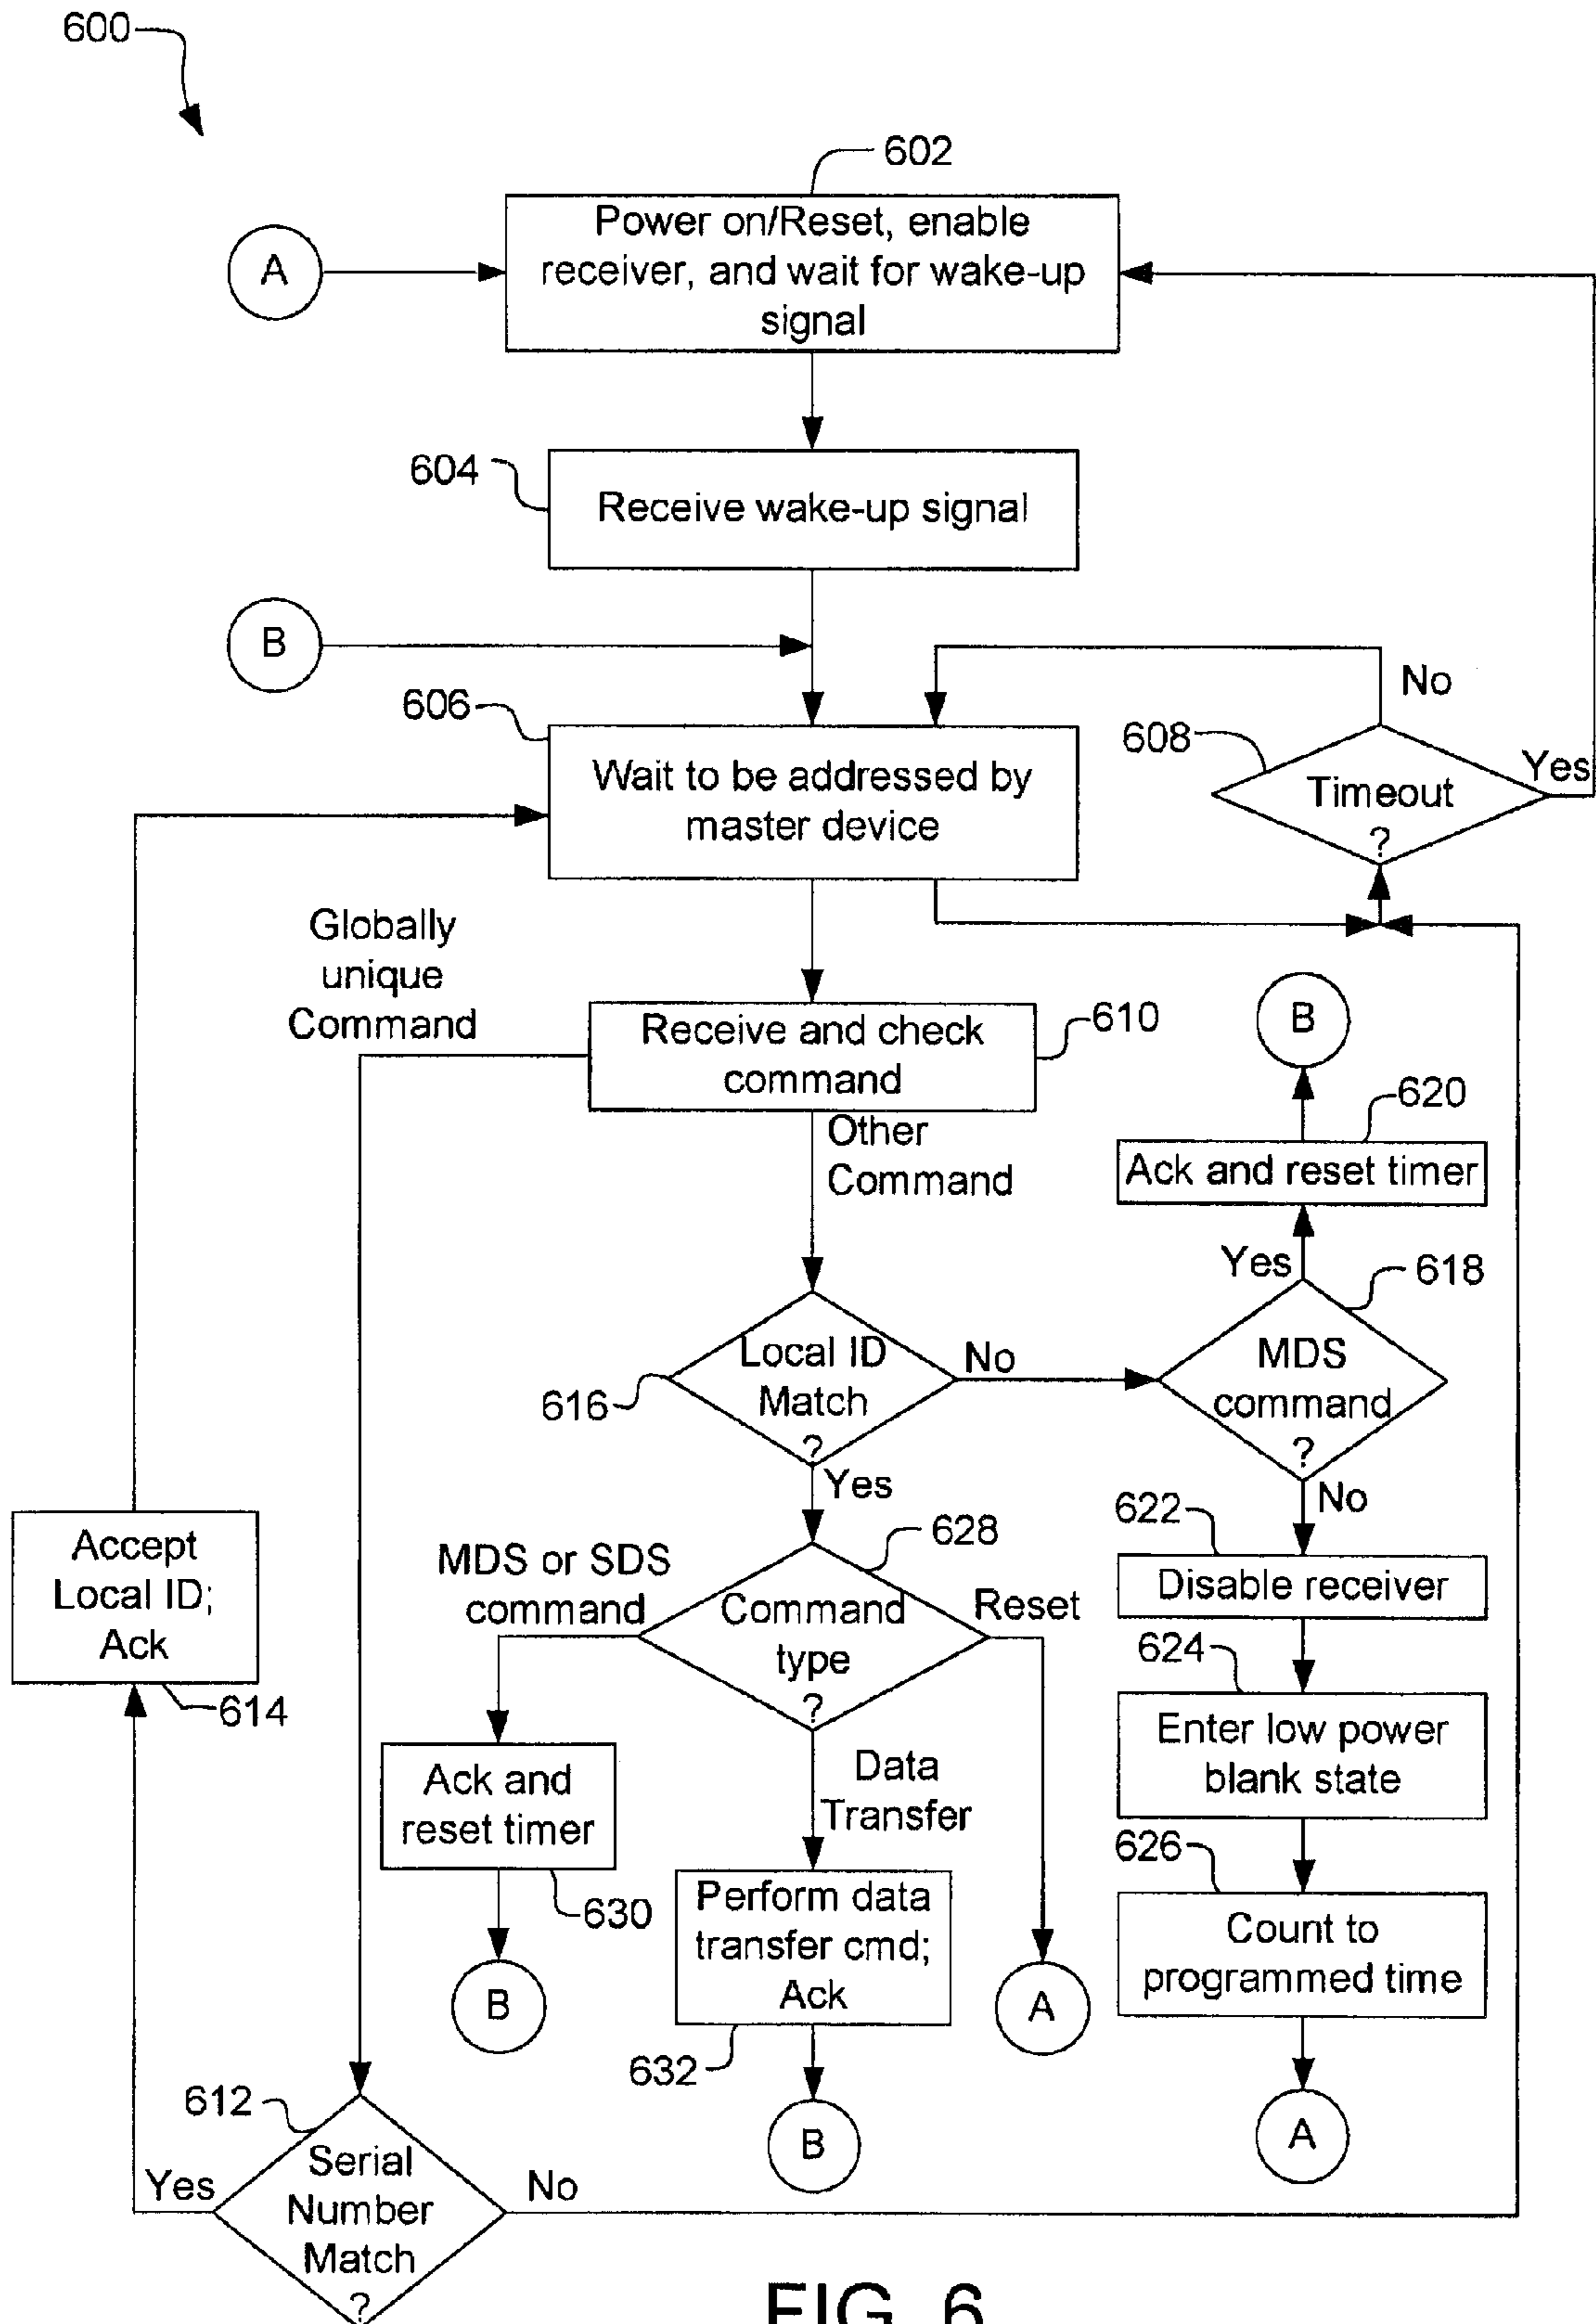 600
602
Power on/Reset, enable
receiver, and wait for wake-up
signal
A
604
Receive wake-up signal
B
606
Wait to be addressed by
master device
No
608
Timeout
?
Yes
Globally
unique
Command
Receive and check
command
610
B
620
Other
Command
Ack and reset timer
Yes
618
Local ID
Match
?
616
No
MDS
command
?
Yes
No
622
Disable receiver
628
MDS or SDS
command
Command
type
?
Reset
Accept
Local ID;
Ack
614
624
Enter low power
blank state
Ack and
reset timer
630
Data
Transfer
626
Perform data
transfer cmd;
Ack
Count to
programmed time
B
A
632
B
A
612
Serial
Number
Match
?
Yes
No
FIG. 6